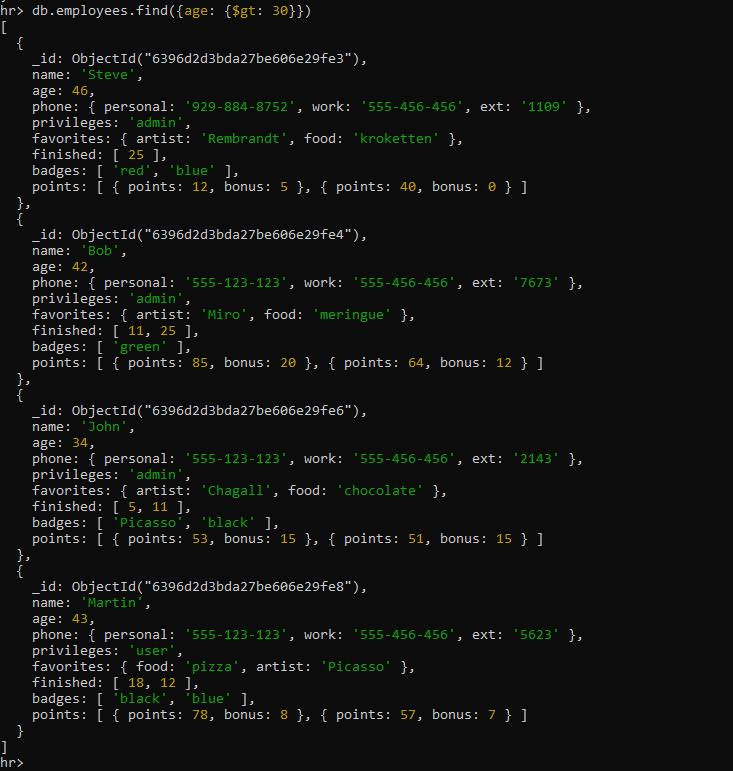 hr> db.employees.find({age: {$gt: 30}})
[
  {
    _id: ObjectId("6396d2d3bda27be606e29fe3"),
    name: 'Steve',
    age: 46,
    phone: { personal: '929-884-8752', work: '555-456-456', ext: '1109' },
    privileges: 'admin',
    favorites: { artist: 'Rembrandt', food: 'kroketten' },
    finished: [ 25 ],
    badges: [ 'red', 'blue' ],
    points: [ { points: 12, bonus: 5 }, { points: 40, bonus: 0 } ]
  },
  {
    _id: ObjectId("6396d2d3bda27be606e29fe4"),
    name: 'Bob',
    age: 42,
    phone: { personal: '555-123-123', work: '555-456-456', ext: '7673' },
    privileges: 'admin',
    favorites: { artist: 'Miro', food: 'meringue' },
    finished: [ 11, 25 ],
    badges: [ 'green' ],
    points: [ { points: 85, bonus: 20 }, { points: 64, bonus: 12 } ]
  },
  {
    _id: ObjectId("6396d2d3bda27be606e29fe6"),
    name: 'John',
    age: 34,
    phone: { personal: '555-123-123', work: '555-456-456', ext: '2143' },
    privileges: 'admin',
    favorites: { artist: 'Chagall', food: 'chocolate' },
    finished: [ 5, 11 ],
    badges: [ 'Picasso', 'black' ],
    points: [ { points: 53, bonus: 15 }, { points: 51, bonus: 15 } ]
  },
  {
    _id: ObjectId("6396d2d3bda27be606e29fe8"),
    name: 'Martin',
    age: 43,
    phone: { personal: '555-123-123', work: '555-456-456', ext: '5623' },
    privileges: 'user',
    favorites: { food: 'pizza', artist: 'Picasso' },
    finished: [ 18, 12 ],
    badges: [ 'black', 'blue' ],
    points: [ { points: 78, bonus: 8 }, { points: 57, bonus: 7 } ]
  }
]
hr>